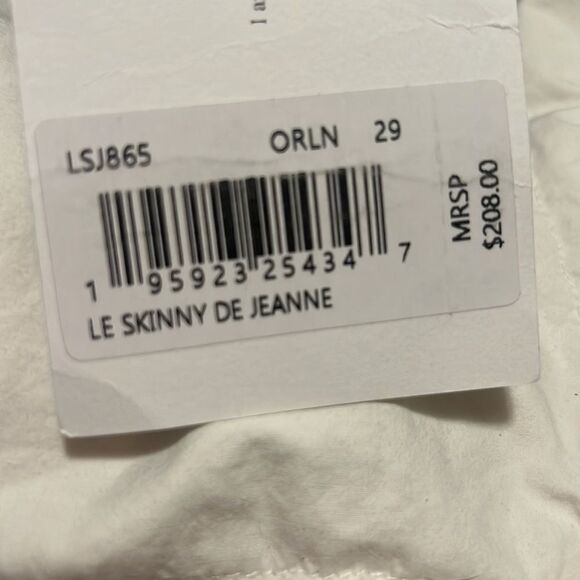 LSJ865 ORLN 29
1 95923 25434 7
LE SKINNY DE JEANNE
MRSP
$208.00